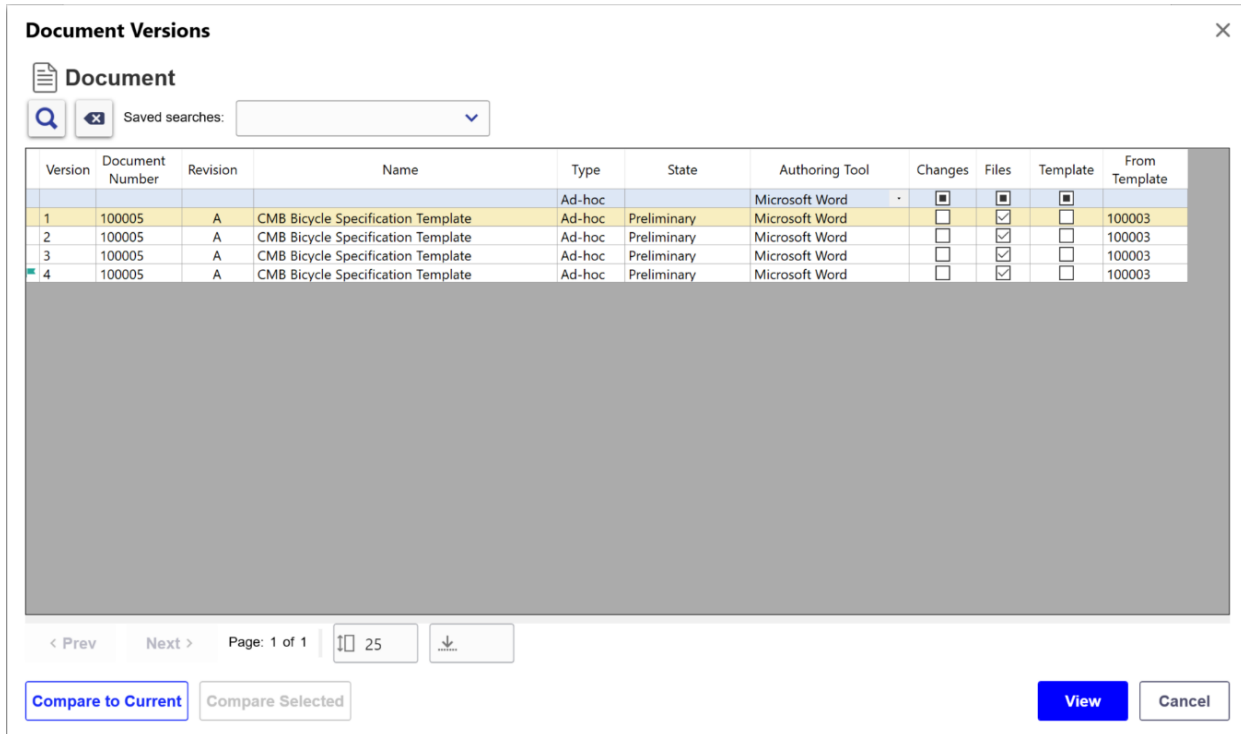 Document Versions
Document
Saved searches:
Version Document Number Revision Name Type State Authoring Tool Changes Files Template From Template
Ad-hoc Microsoft Word
1 100005 A CMB Bicycle Specification Template Ad-hoc Preliminary Microsoft Word 100003
2 100005 A CMB Bicycle Specification Template Ad-hoc Preliminary Microsoft Word 100003
3 100005 A CMB Bicycle Specification Template Ad-hoc Preliminary Microsoft Word 100003
4 100005 A CMB Bicycle Specification Template Ad-hoc Preliminary Microsoft Word 100003
< Prev Next > Page: 1 of 1 25
Compare to Current Compare Selected View Cancel